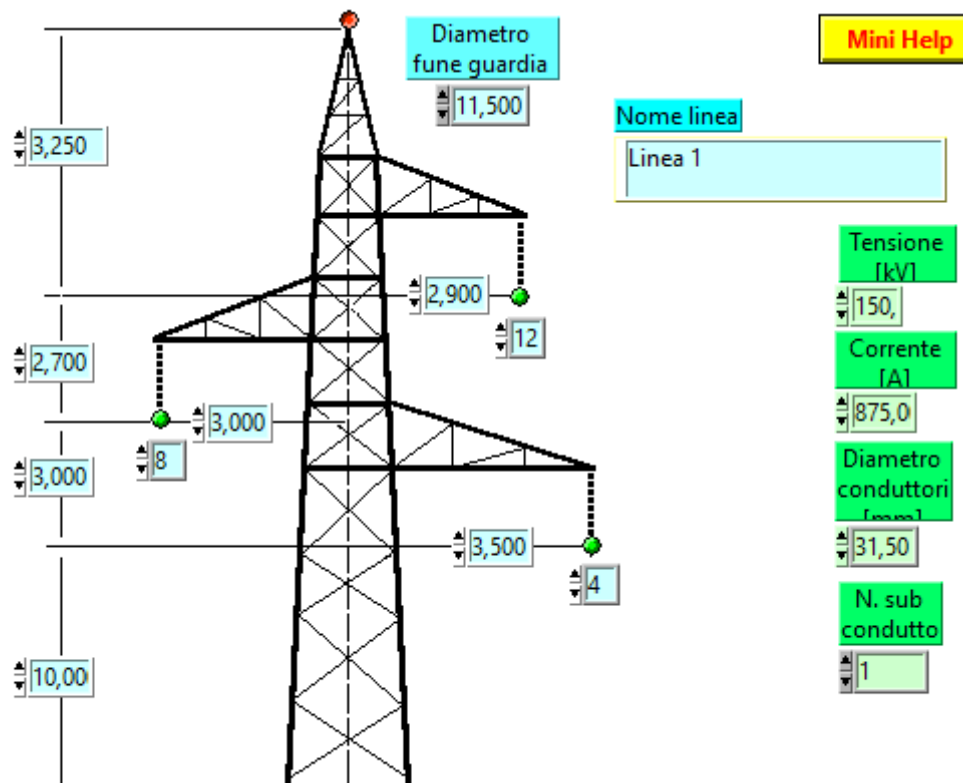 Diametro
fune guardia
11,500
Mini Help
Nome linea
Linea 1
3,250
Tensione
[kV]
150,
2,900
12
2,700
Corrente
[A]
875,0
3,000
8
3,000
Diametro
conduttori
[mm]
31,50
3,500
4
N. sub
condutto
1
10,00